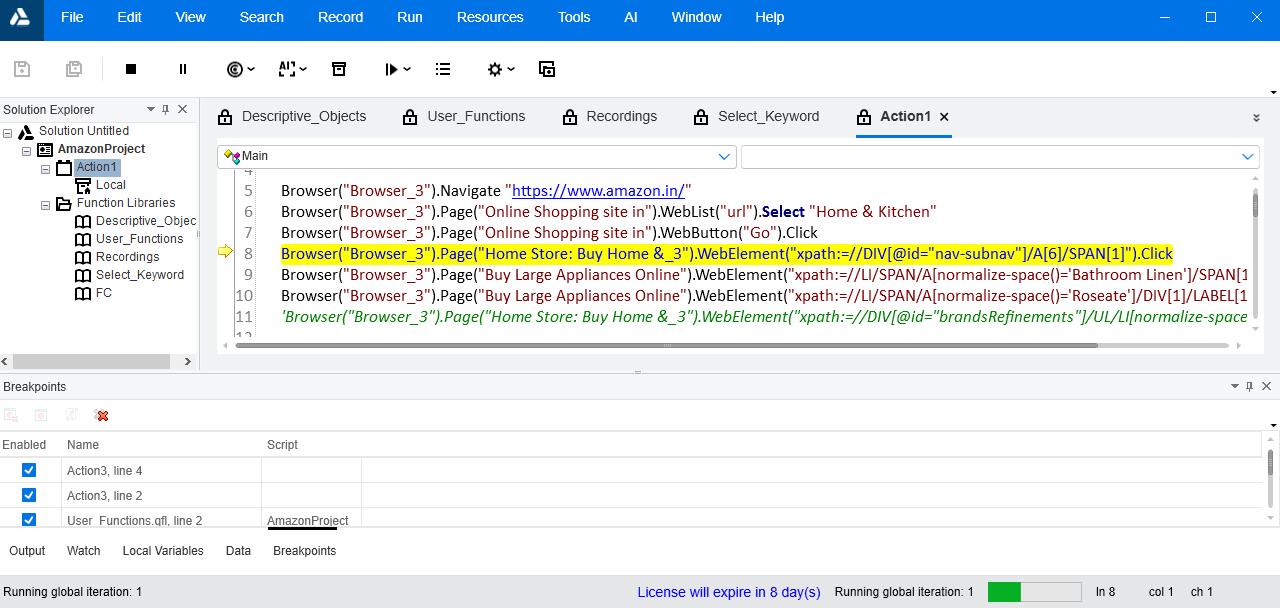 File Edit View Search Record Run Resources Tools AI Window Help
Solution Explorer
Solution Untitled
AmazonProject
Action1
Local
Function Libraries
Descriptive_Objec
User_Functions
Recordings
Select_Keyword
FC
Descriptive_Objects User_Functions Recordings Select_Keyword Action1
Main
4
5 Browser("Browser_3").Navigate "https://www.amazon.in/"
6 Browser("Browser_3").Page("Online Shopping site in").WebList("url").Select "Home & Kitchen"
7 Browser("Browser_3").Page("Online Shopping site in").WebButton("Go").Click
8 Browser("Browser_3").Page("Home Store: Buy Home &_3").WebElement("xpath:=//DIV[@id="nav-subnav"]/A[6]/SPAN[1]").Click
9 Browser("Browser_3").Page("Buy Large Appliances Online").WebElement("xpath:=//LI/SPAN/A[normalize-space()='Bathroom Linen']/SPAN[1
10 Browser("Browser_3").Page("Buy Large Appliances Online").WebElement("xpath:=//LI/SPAN/A[normalize-space()='Roseate']/DIV[1]/LABEL[1
11 'Browser("Browser_3").Page("Home Store: Buy Home &_3").WebElement("xpath:=//DIV[@id="brandsRefinements"]/UL/LI[normalize-space
12
Breakpoints
Enabled Name Script
Action3, line 4
Action3, line 2
User_Functions.qfl, line 2 AmazonProject
Output Watch Local Variables Data Breakpoints
Running global iteration: 1 License will expire in 8 day(s) Running global iteration: 1 ln 8 col 1 ch 1